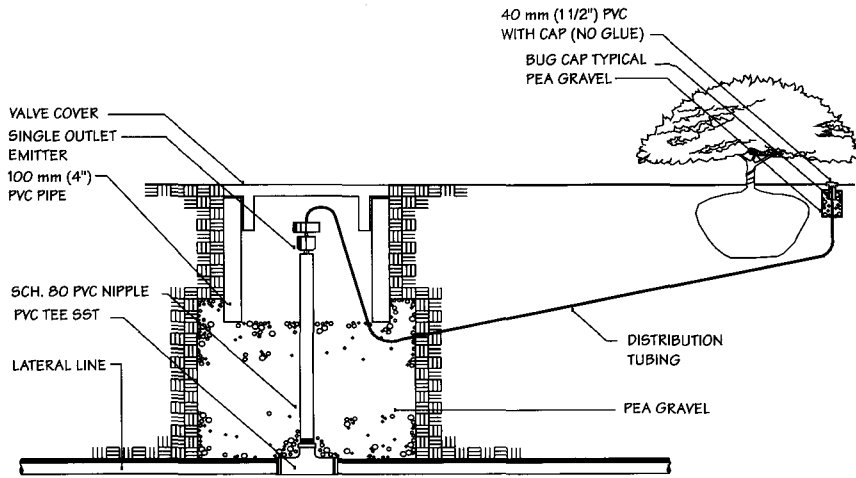 40 mm (1 1/2") PVC
WITH CAP (NO GLUE)
BUG CAP TYPICAL
PEA GRAVEL
VALVE COVER
SINGLE OUTLET
EMITTER
100 mm (4")
PVC PIPE
SCH. 80 PVC NIPPLE
PVC TEE SST
LATERAL LINE
DISTRIBUTION
TUBING
PEA GRAVEL